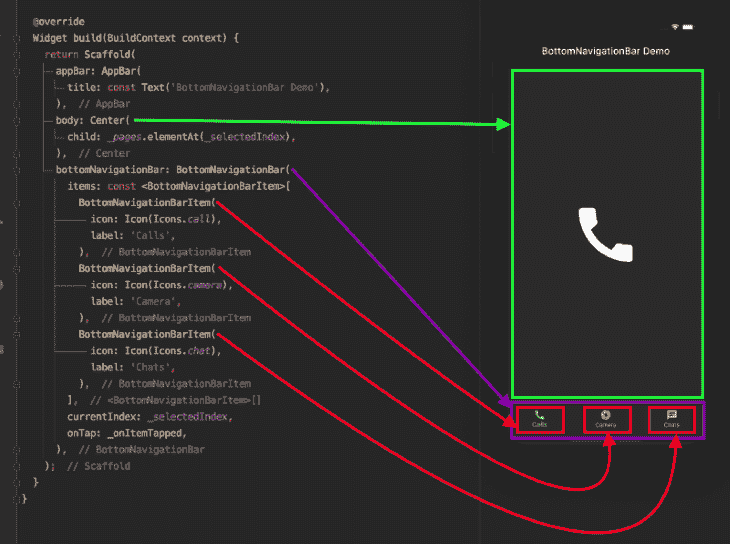 @override
Widget build(BuildContext context) {
return Scaffold(
appBar: AppBar(
title: const Text('BottomNavigationBar Demo'),
), // AppBar
body: Center(
child: _pages.elementAt(_selectedIndex),
), // Center
bottomNavigationBar: BottomNavigationBar(
items: const <BottomNavigationBarItem>[
BottomNavigationBarItem(
icon: Icon(Icons.call),
label: 'Calls',
), // BottomNavigationBarItem
BottomNavigationBarItem(
icon: Icon(Icons.camera),
label: 'Camera',
), // BottomNavigationBarItem
BottomNavigationBarItem(
icon: Icon(Icons.chat),
label: 'Chats',
), // BottomNavigationBarItem
], // <BottomNavigationBarItem>[]
currentIndex: _selectedIndex,
onTap: _onItemTapped,
), // BottomNavigationBar
); // Scaffold
}
}
BottomNavigationBar Demo
Calls
Camera
Chats